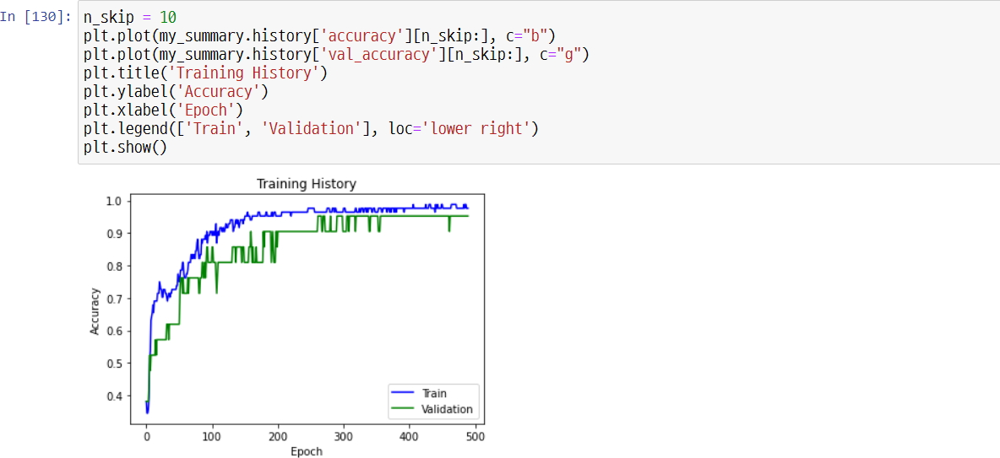 In [130]: n_skip = 10
plt.plot(my_summary.history['accuracy'][n_skip:], c="b")
plt.plot(my_summary.history['val_accuracy'][n_skip:], c="g")
plt.title('Training History')
plt.ylabel('Accuracy')
plt.xlabel('Epoch')
plt.legend(['Train', 'Validation'], loc='lower right')
plt.show()
Training History
1.0
0.9
0.8
0.7
0.6
0.5
0.4
Accuracy
Train
Validation
0 100 200 300 400 500
Epoch